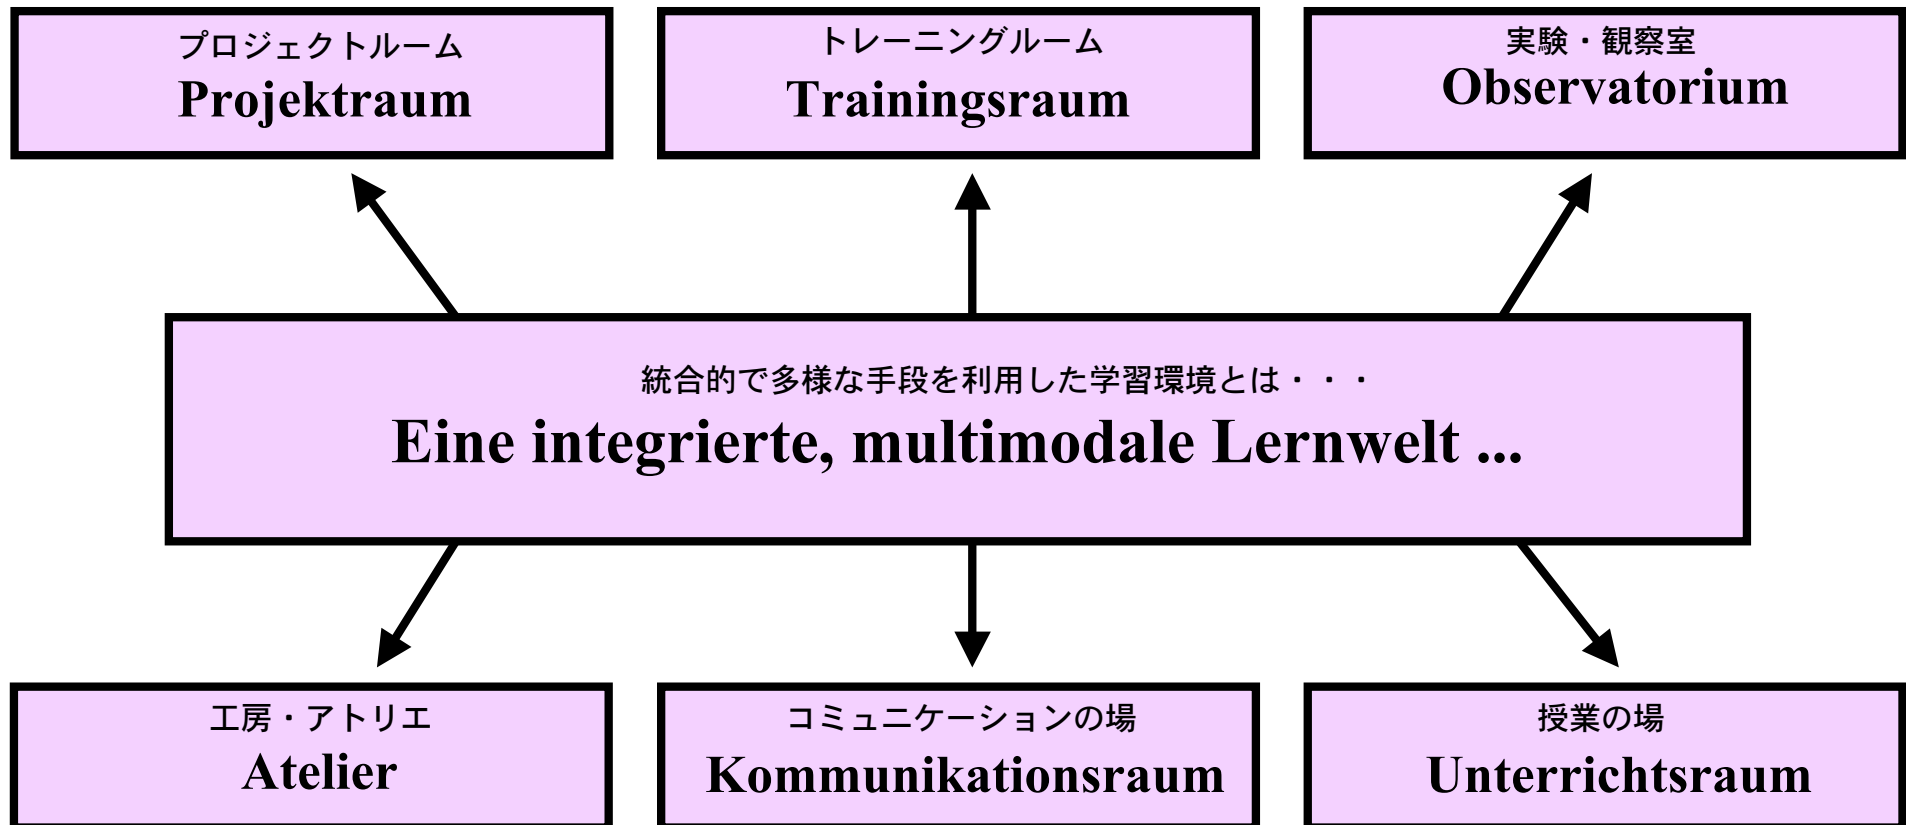 プロジェクトルーム
Projektraum
トレーニングルーム
Trainingsraum
実験・観察室
Observatorium
統合的で多様な手段を利用した学習環境とは・・・
Eine integrierte, multimodale Lernwelt ...
工房・アトリエ
Atelier
コミュニケーションの場
Kommunikationsraum
授業の場
Unterrichtsraum